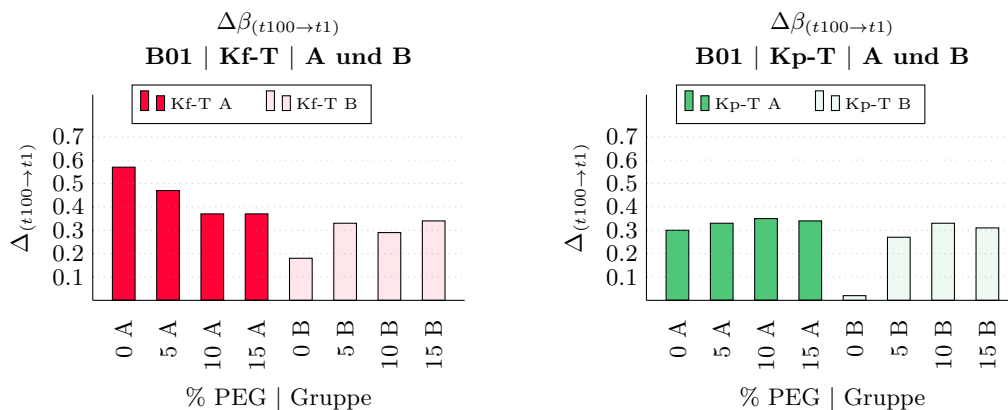 Δβ(t100→t1)
B01 | Kf-T | A und B
Kf-T A Kf-T B
Δ(t100→t1)
0.7
0.6
0.5
0.4
0.3
0.2
0.1
0 A
5 A
10 A
15 A
0 B
5 B
10 B
15 B
% PEG | Gruppe
Δβ(t100→t1)
B01 | Kp-T | A und B
Kp-T A Kp-T B
Δ(t100→t1)
0.7
0.6
0.5
0.4
0.3
0.2
0.1
0 A
5 A
10 A
15 A
0 B
5 B
10 B
15 B
% PEG | Gruppe